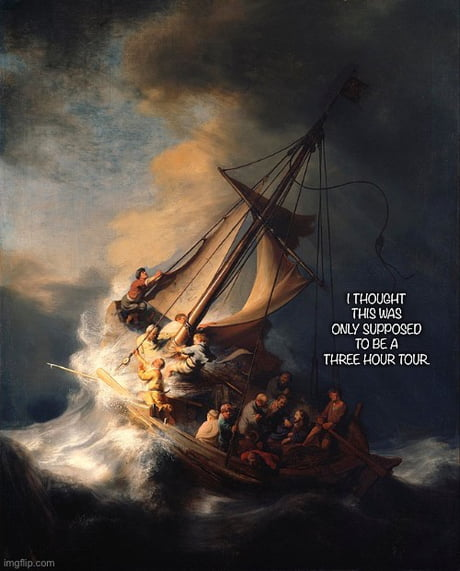 I THOUGHT
THIS WAS
ONLY SUPPOSED
TO BE A
THREE HOUR TOUR.
imgflip.com